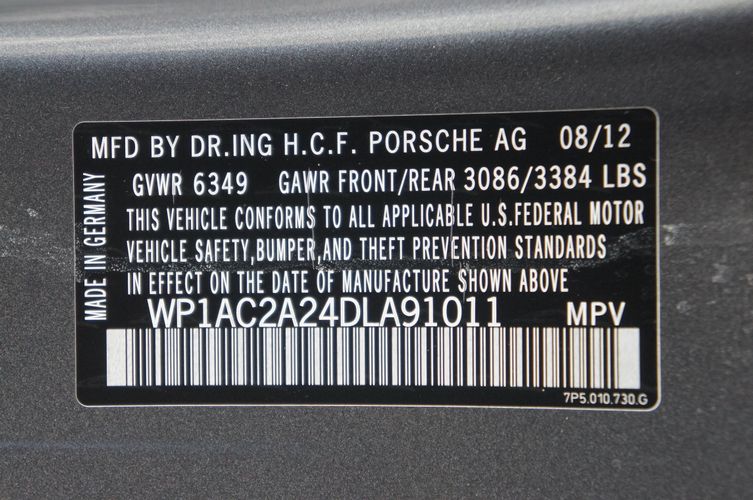 MFD BY DR.ING H.C.F. PORSCHE AG 08/12
GVWR 6349 GAWR FRONT/REAR 3086/3384 LBS
THIS VEHICLE CONFORMS TO ALL APPLICABLE U.S.FEDERAL MOTOR
VEHICLE SAFETY,BUMPER,AND THEFT PREVENTION STANDARDS
IN EFFECT ON THE DATE OF MANUFACTURE SHOWN ABOVE
WP1AC2A24DLA91011 MPV
7P5.010.730.G
MADE IN GERMANY